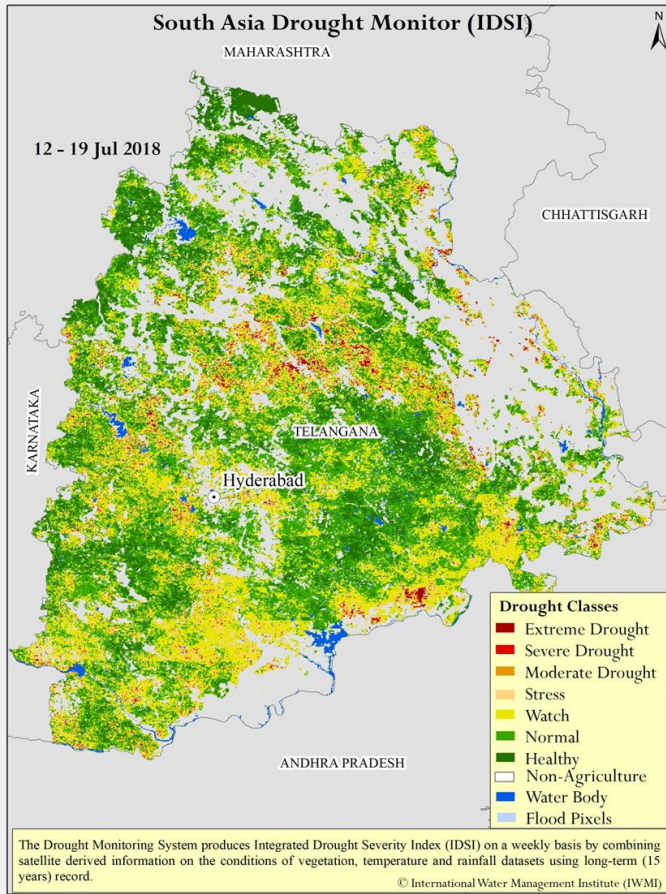 South Asia Drought Monitor (IDSI)
N
MAHARASHTRA
12 - 19 Jul 2018
CHHATTISGARH
KARNATAKA
TELANGANA
Hyderabad
ANDHRA PRADESH
Drought Classes
Extreme Drought
Severe Drought
Moderate Drought
Stress
Watch
Normal
Healthy
Non-Agriculture
Water Body
Flood Pixels
The Drought Monitoring System produces Integrated Drought Severity Index (IDSI) on a weekly basis by combining
satellite derived information on the conditions of vegetation, temperature and rainfall datasets using long-term (15
years) record.
© International Water Management Institute (IWMI)